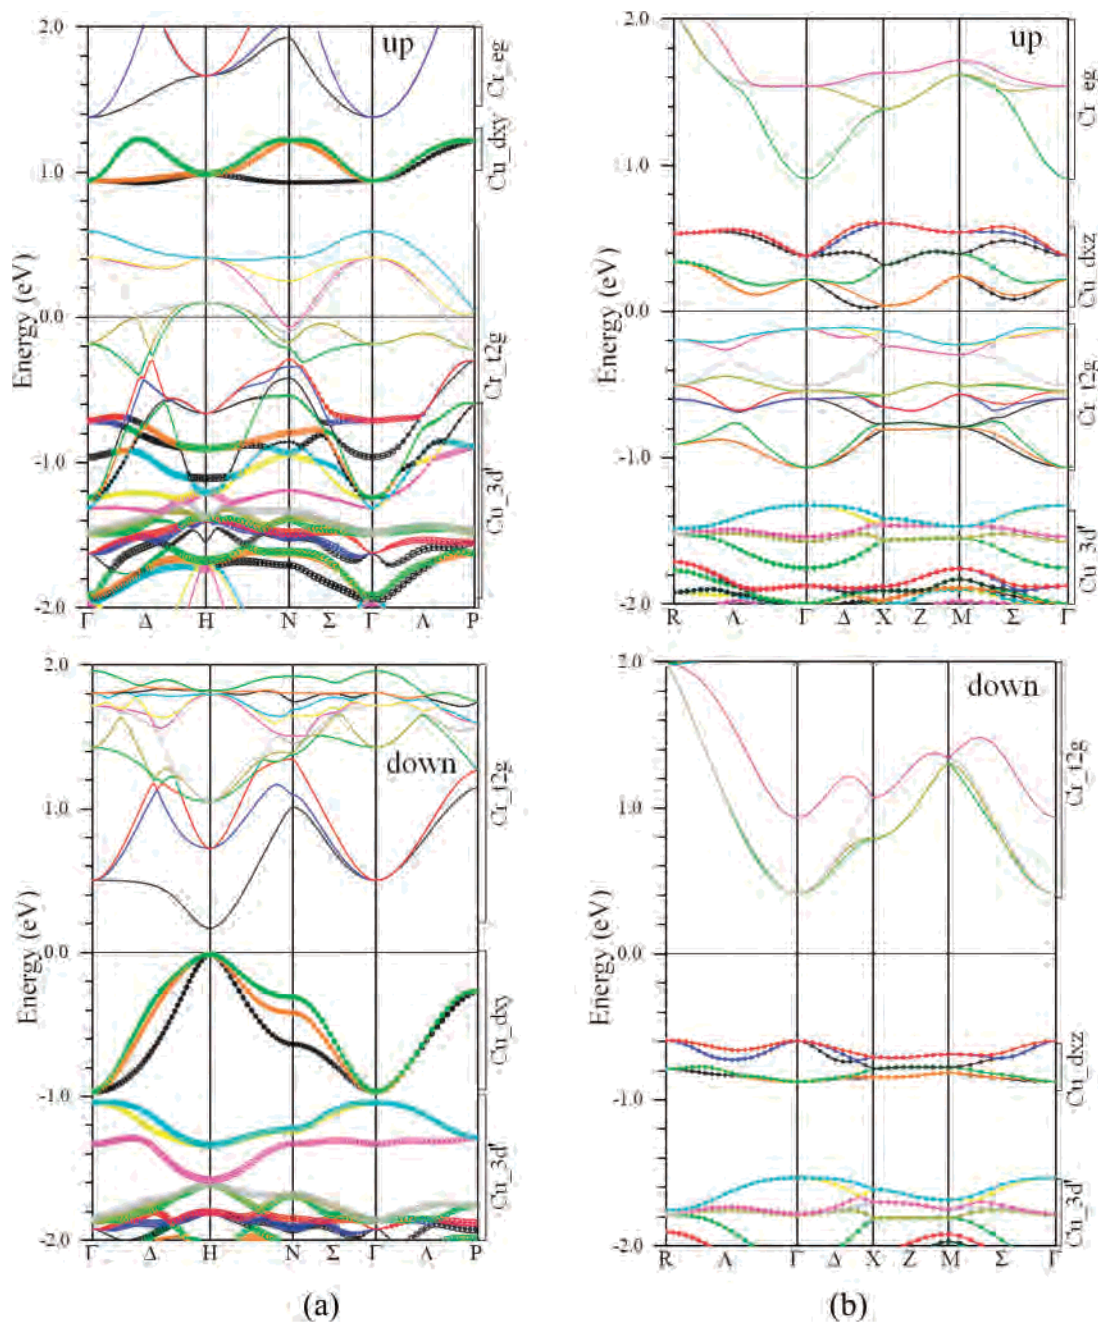 2.0
up
Cr_eg
1.0
Cu_dxy
0.0
Energy (eV)
Cr_t2g
-1.0
Cu_3d'
-2.0
Γ Δ H N Σ Γ Λ P
2.0
up
Cr_eg
1.0
Cu_dxz
0.0
Energy (eV)
Cr_t2g
-1.0
Cu_3d'
-2.0
R Λ Γ Δ X Z M Σ Γ
2.0
down
Cr_t2g
1.0
0.0
Energy (eV)
Cu_dxy
-1.0
Cu_3d'
-2.0
Γ Δ H N Σ Γ Λ P
2.0
down
Cr_t2g
1.0
0.0
Energy (eV)
Cu_dxz
-1.0
Cu_3d'
-2.0
R Λ Γ Δ X Z M Σ Γ
(a)
(b)